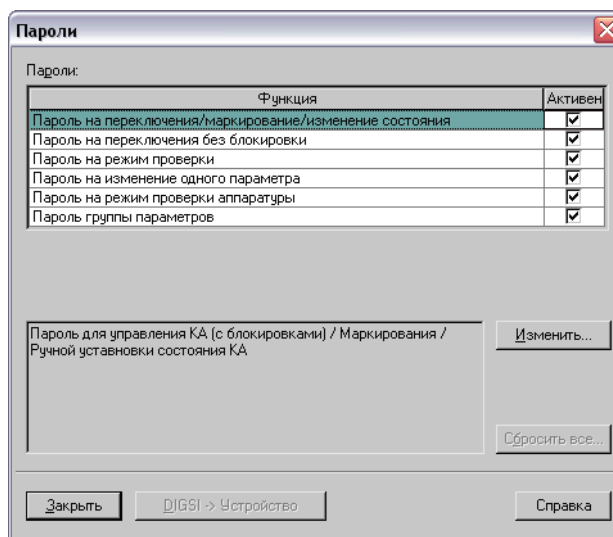 Пароли
Пароли:
Функция Активен
Пароль на переключения/маркирование/изменение состояния
Пароль на переключения без блокировки
Пароль на режим проверки
Пароль на изменение одного параметра
Пароль на режим проверки аппаратуры
Пароль группы параметров
Пароль для управления КА (с блокировками) / Маркирования /
Ручной уставновки состояния КА
Изменить...
Сбросить все...
Закрыть DIGSI -> Устройство Справка